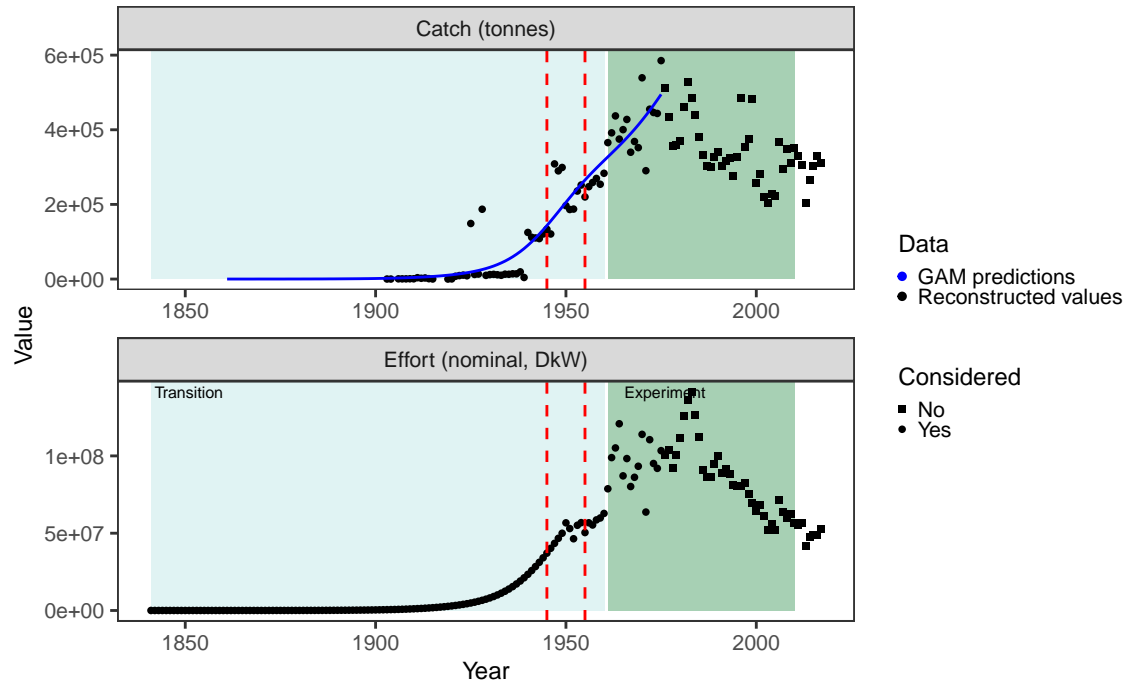 Catch (tonnes)
6e+05
4e+05
2e+05
0e+00
1850 1900 1950 2000
Value
Effort (nominal, DkW)
Transition Experiment
1e+08
5e+07
0e+00
1850 1900 1950 2000
Year
Data
GAM predictions
Reconstructed values
Considered
No
Yes